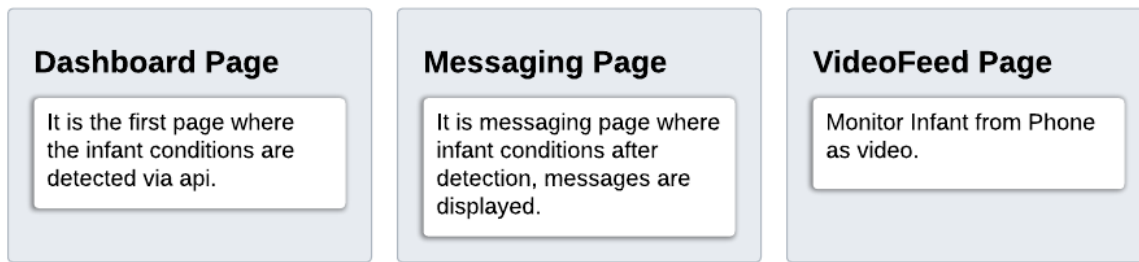 Dashboard Page
It is the first page where
the infant conditions are
detected via api.
Messaging Page
It is messaging page where
infant conditions after
detection, messages are
displayed.
VideoFeed Page
Monitor Infant from Phone
as video.